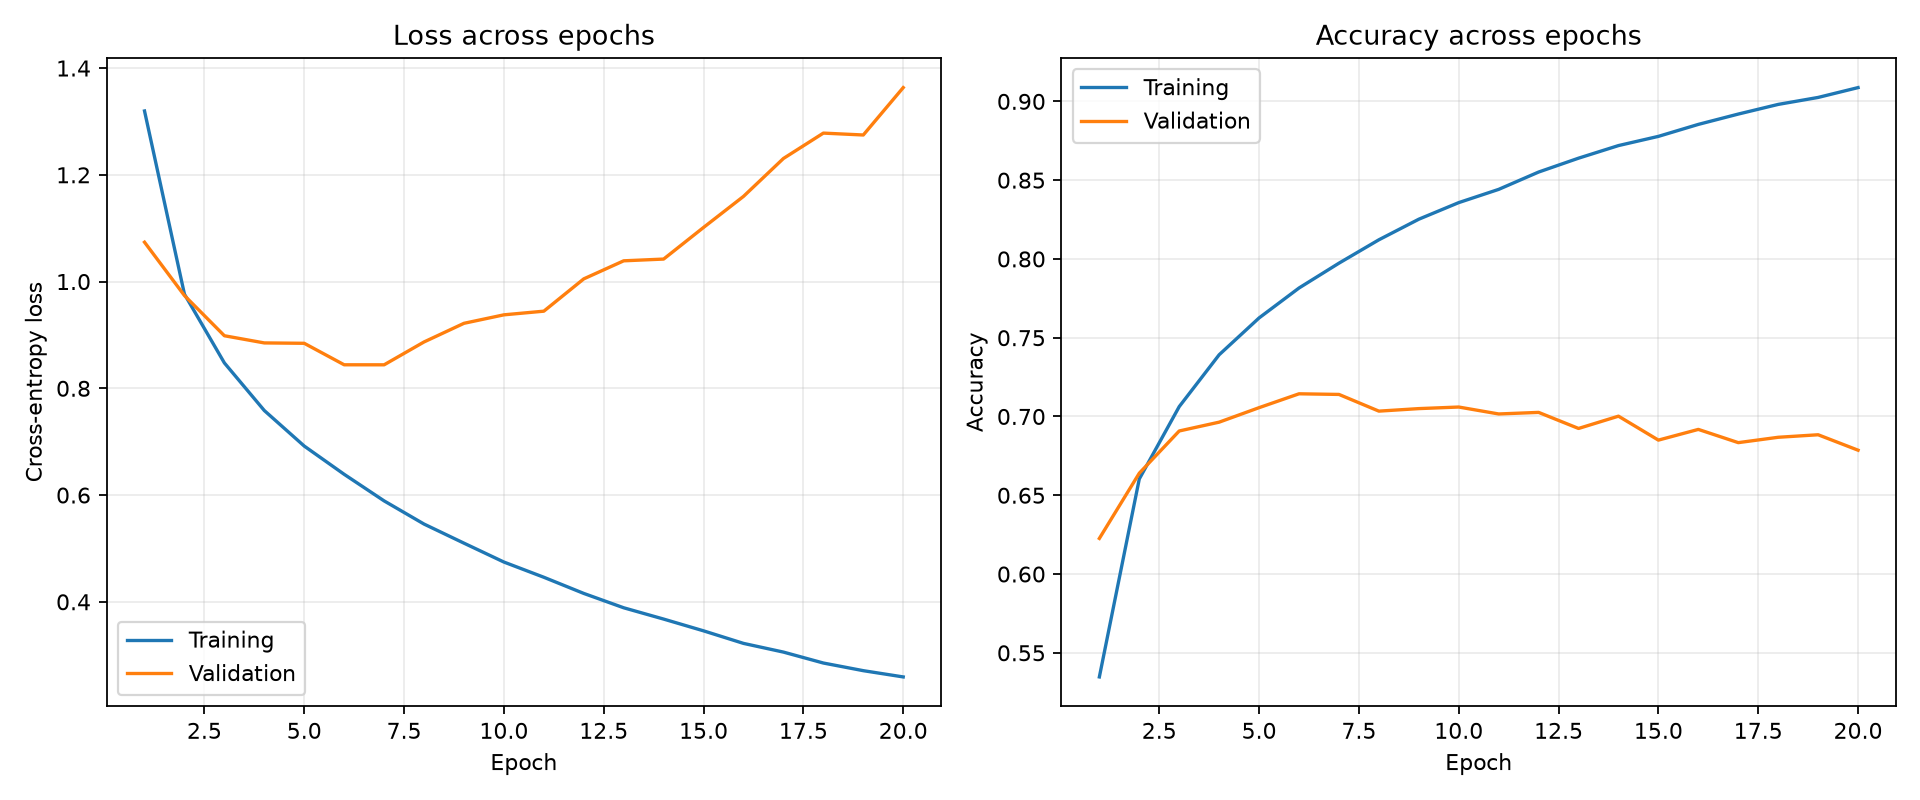 Loss across epochs
1.4
1.2
1.0
0.8
0.6
0.4
Cross-entropy loss
Training
Validation
2.5 5.0 7.5 10.0 12.5 15.0 17.5 20.0
Epoch
Accuracy across epochs
Training
Validation
0.90
0.85
0.80
0.75
0.70
0.65
0.60
0.55
Accuracy
2.5 5.0 7.5 10.0 12.5 15.0 17.5 20.0
Epoch